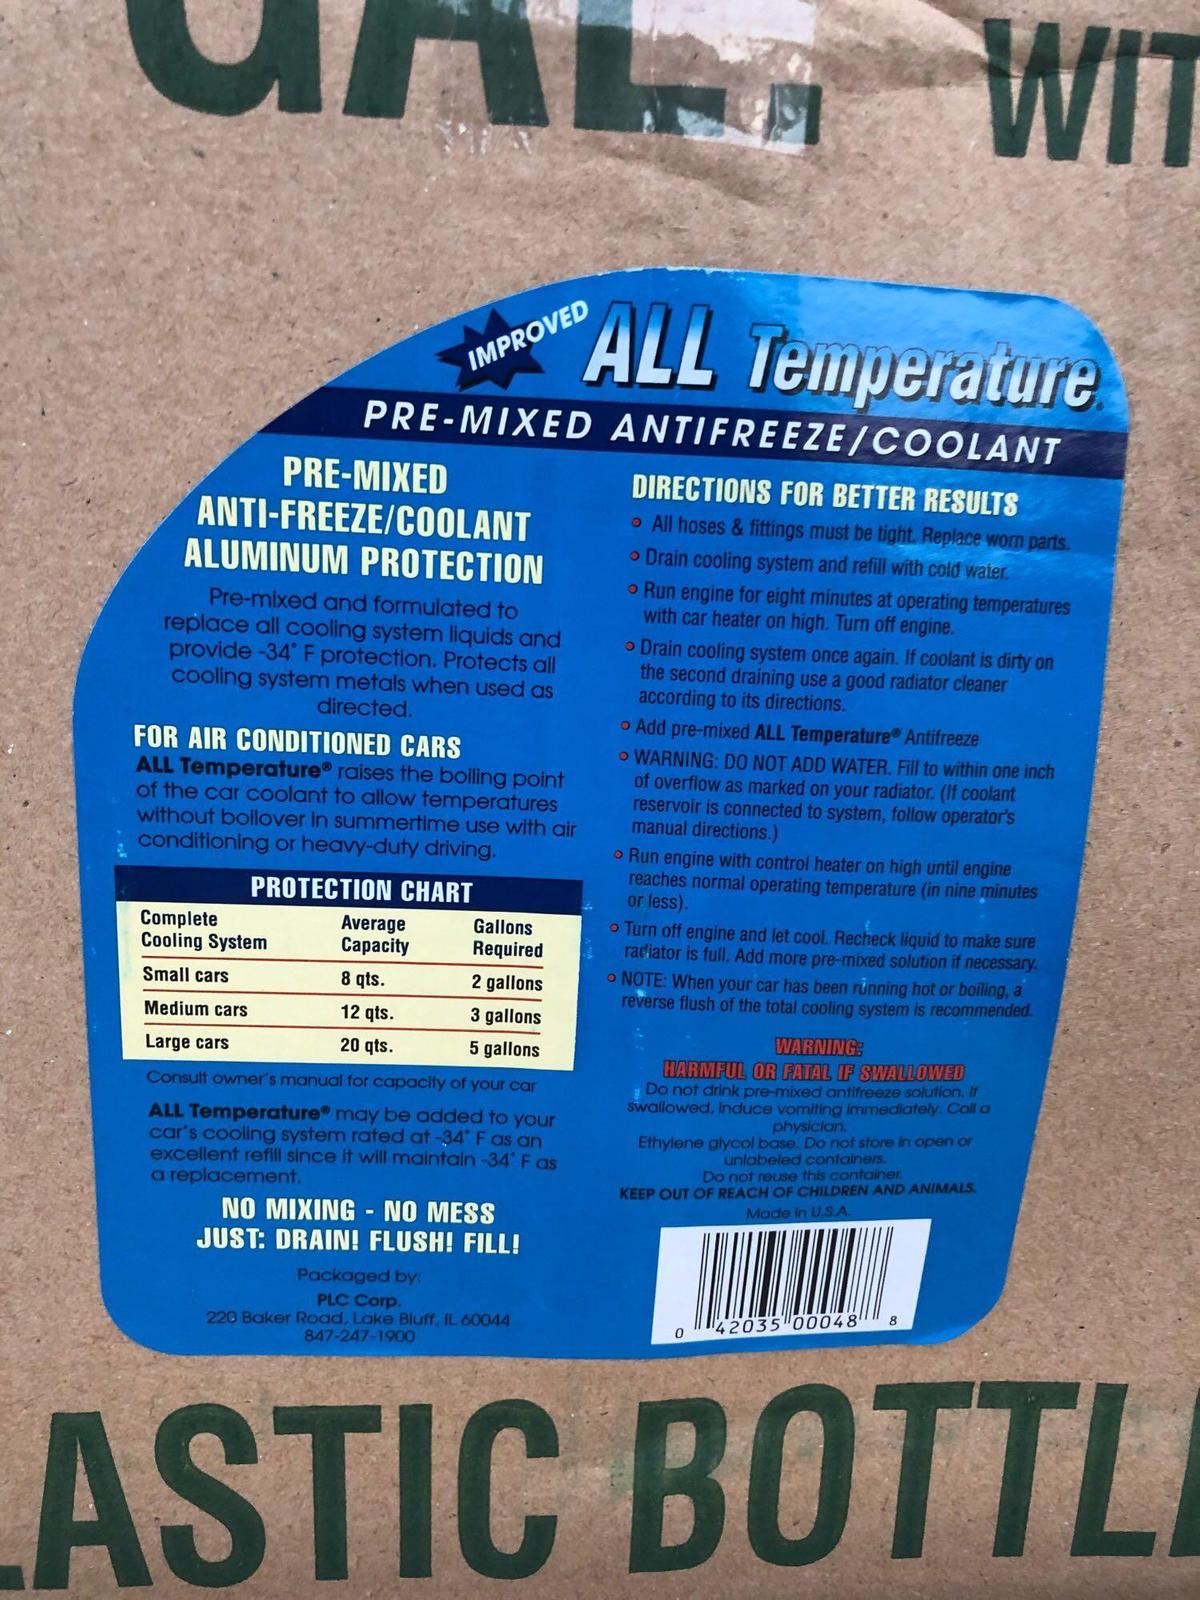 GAL.
WIT
IMPROVED
ALL Temperature®
PRE-MIXED ANTIFREEZE/COOLANT
PRE-MIXED
ANTI-FREEZE/COOLANT
ALUMINUM PROTECTION
Pre-mixed and formulated to
replace all cooling system liquids and
provide -34° F protection. Protects all
cooling system metals when used as
directed.
FOR AIR CONDITIONED CARS
ALL Temperature® raises the boiling point
of the car coolant to allow temperatures
without boilover in summertime use with air
conditioning or heavy-duty driving.
PROTECTION CHART
Complete Average Gallons
Cooling System Capacity Required
Small cars 8 qts. 2 gallons
Medium cars 12 qts. 3 gallons
Large cars 20 qts. 5 gallons
Consult owner's manual for capacity of your car
ALL Temperature® may be added to your
car's cooling system rated at -34° F as an
excellent refill since it will maintain -34° F as
a replacement.
NO MIXING - NO MESS
JUST: DRAIN! FLUSH! FILL!
Packaged by:
PLC Corp.
220 Baker Road, Lake Bluff, IL 60044
847-247-1900
DIRECTIONS FOR BETTER RESULTS
• All hoses & fittings must be tight. Replace worn parts.
• Drain cooling system and refill with cold water.
• Run engine for eight minutes at operating temperatures
with car heater on high. Turn off engine.
• Drain cooling system once again. If coolant is dirty on
the second draining use a good radiator cleaner
according to its directions.
• Add pre-mixed ALL Temperature® Antifreeze
• WARNING: DO NOT ADD WATER. Fill to within one inch
of overflow as marked on your radiator. (If coolant
reservoir is connected to system, follow operator's
manual directions.)
• Run engine with control heater on high until engine
reaches normal operating temperature (in nine minutes
or less).
• Turn off engine and let cool. Recheck liquid to make sure
radiator is full. Add more pre-mixed solution if necessary.
• NOTE: When your car has been running hot or boiling, a
reverse flush of the total cooling system is recommended.
WARNING:
HARMFUL OR FATAL IF SWALLOWED
Do not drink pre-mixed antifreeze solution. If
swallowed, induce vomiting immediately. Call a
physician.
Ethylene glycol base. Do not store in open or
unlabeled containers.
Do not reuse this container.
KEEP OUT OF REACH OF CHILDREN AND ANIMALS.
Made in U.S.A.
0 42035 00048 8
LASTIC BOTTL